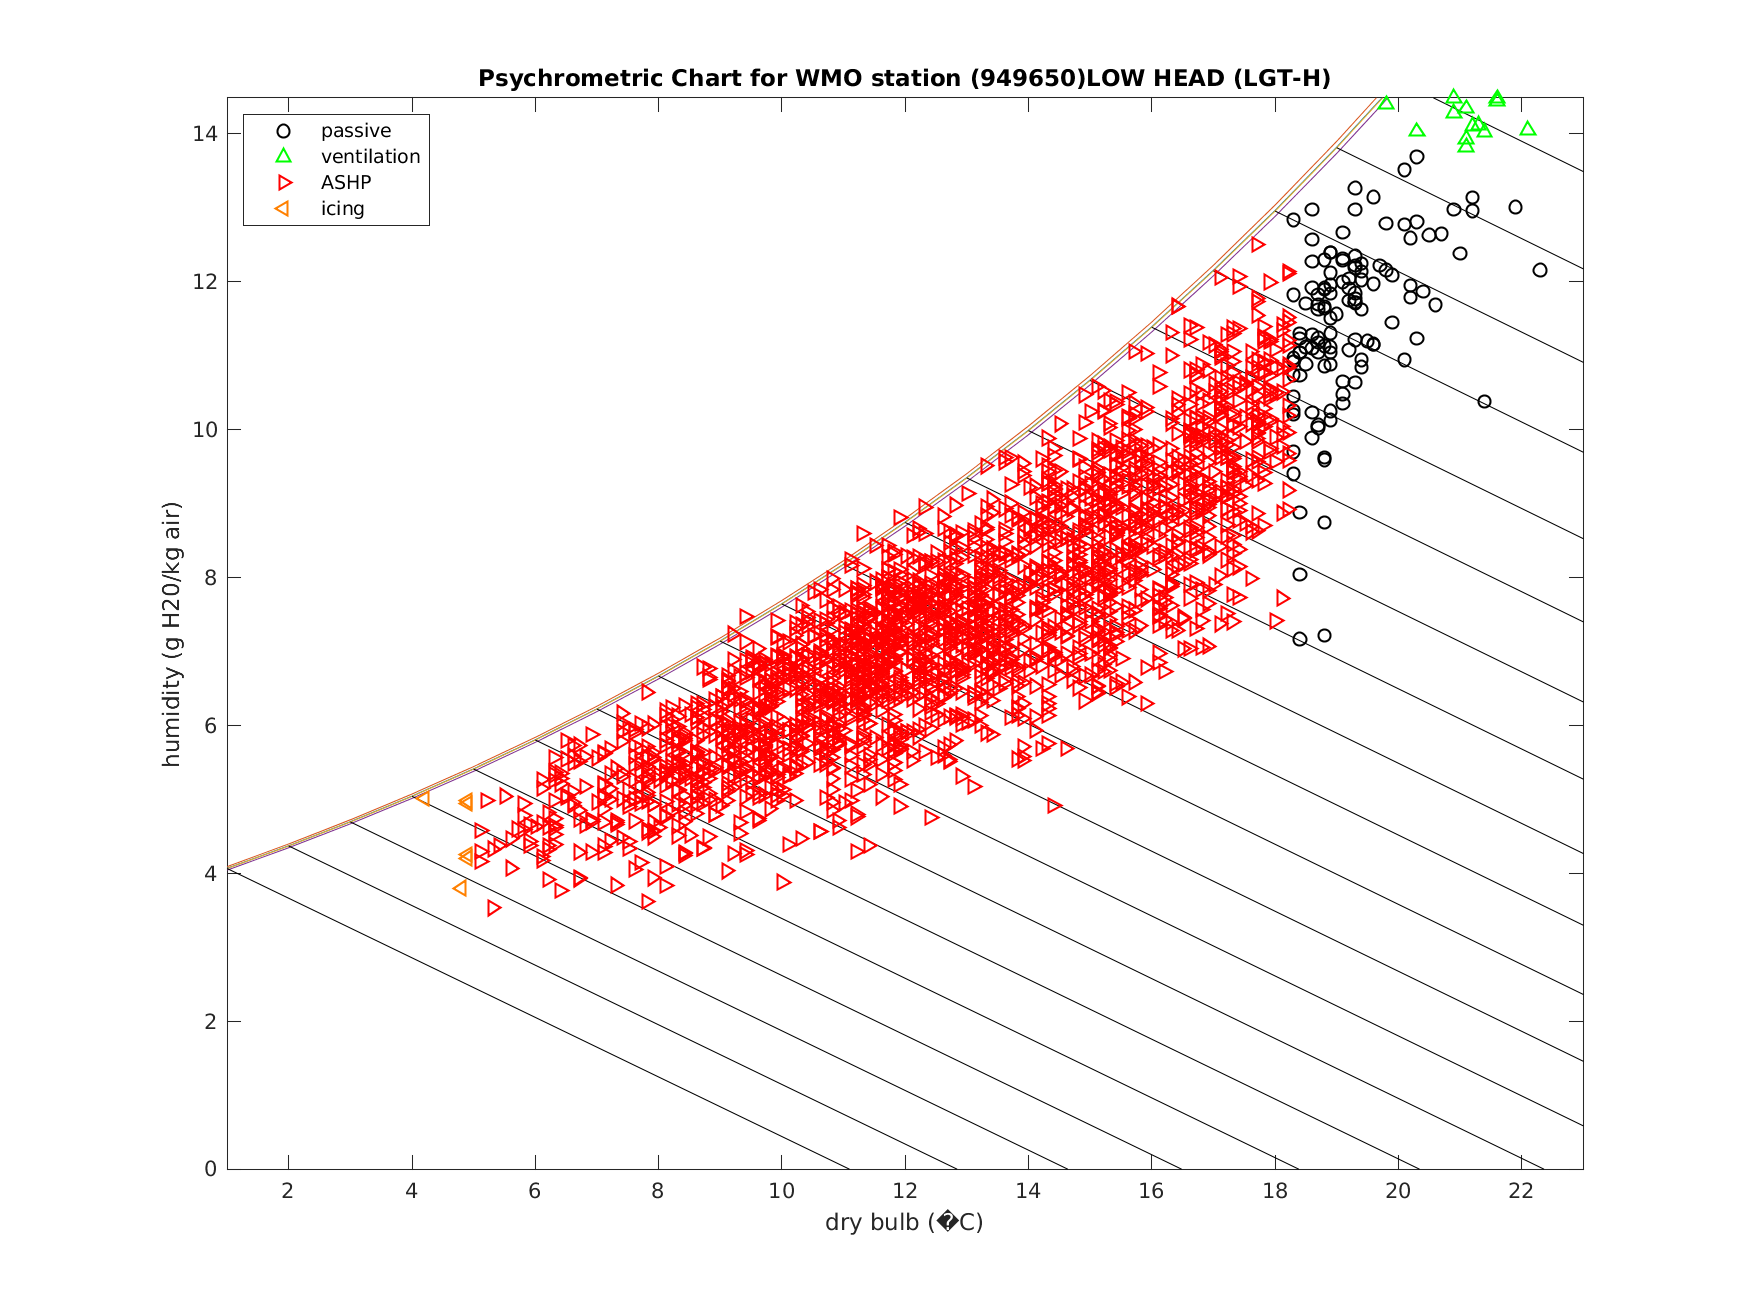 Psychrometric Chart for WMO station (949650)LOW HEAD (LGT-H)
passive
ventilation
ASHP
icing
humidity (g H20/kg air)
14
12
10
8
6
4
2
0
2 4 6 8 10 12 14 16 18 20 22
dry bulb (�C)